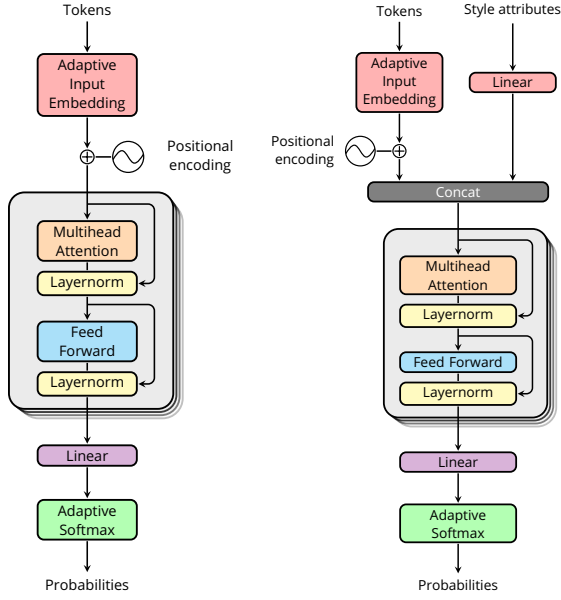 Tokens
Adaptive
Input
Embedding
Positional
encoding
Multihead
Attention
Layernorm
Feed
Forward
Layernorm
Linear
Adaptive
Softmax
Probabilities
Tokens
Style attributes
Adaptive
Input
Embedding
Linear
Positional
encoding
Concat
Multihead
Attention
Layernorm
Feed Forward
Layernorm
Linear
Adaptive
Softmax
Probabilities